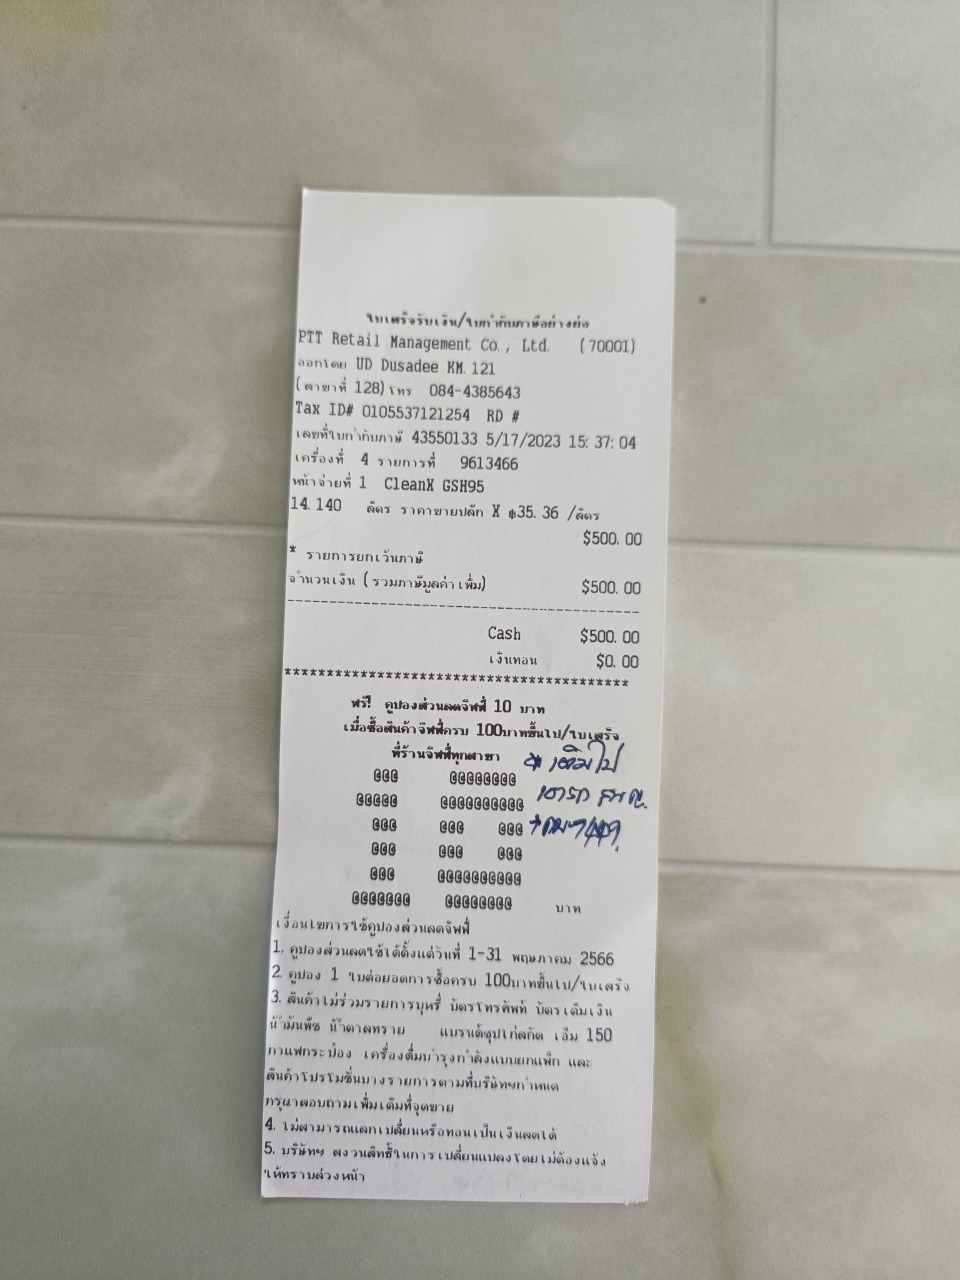 ใบเสร็จรับเงิน/ใบกำกับภาษีอย่างย่อ
PTT Retail Management Co., Ltd. (70001)
ออกโดย UD Dusadee KM.121
(สาขาที่ 128)โทร 084-4385643
Tax ID# 0105537121254 RD #
เลขที่ใบกำกับภาษี 43550133 5/17/2023 15:37:04
เครื่องที่ 4 รายการที่ 9613466
หน้าจ่ายที่ 1 CleanX GSH95
14.140 ลิตร ราคาขายปลีก X ฿35.36 /ลิตร
$500.00
* รายการยกเว้นภาษี
จำนวนเงิน (รวมภาษีมูลค่าเพิ่ม) $500.00
----------------------------------------
Cash $500.00
เงินทอน $0.00
****************************************
ฟรี! คูปองส่วนลดจิฟฟี่ 10 บาท
เมื่อซื้อสินค้าจิฟฟี่ครบ 100บาทขึ้นไป/ใบเสร็จ
ที่ร้านจิฟฟี่ทุกสาขา
* เติมไป
เอารถ
@@@ @@@@@@@@
@@@@@ @@@@@@@@@@
@@@ @@@ @@@
@@@ @@@ @@@
@@@ @@@@@@@@@@
@@@@@@@ @@@@@@@@ บาท
เงื่อนไขการใช้คูปองส่วนลดจิฟฟี่
1. คูปองส่วนลดใช้ได้ตั้งแต่วันที่ 1-31 พฤษภาคม 2566
2. คูปอง 1 ใบต่อยอดการซื้อครบ 100บาทขึ้นไป/ใบเสร็จ
3. สินค้าไม่ร่วมรายการบุหรี่ บัตรโทรศัพท์ บัตรเติมเงิน
น้ำมันพืช น้ำตาลทราย แบรนด์ซุปไก่สกัด เอ็ม 150
กาแฟกระป๋อง เครื่องดื่มบำรุงกำลังแบบยกแพ็ก และ
สินค้าโปรโมชั่นบางรายการตามที่บริษัทฯกำหนด
กรุณาสอบถามเพิ่มเติมที่จุดขาย
4. ไม่สามารถแลกเปลี่ยนหรือทอนเป็นเงินสดได้
5. บริษัทฯ สงวนสิทธิ์ในการเปลี่ยนแปลงโดยไม่ต้องแจ้ง
ให้ทราบล่วงหน้า